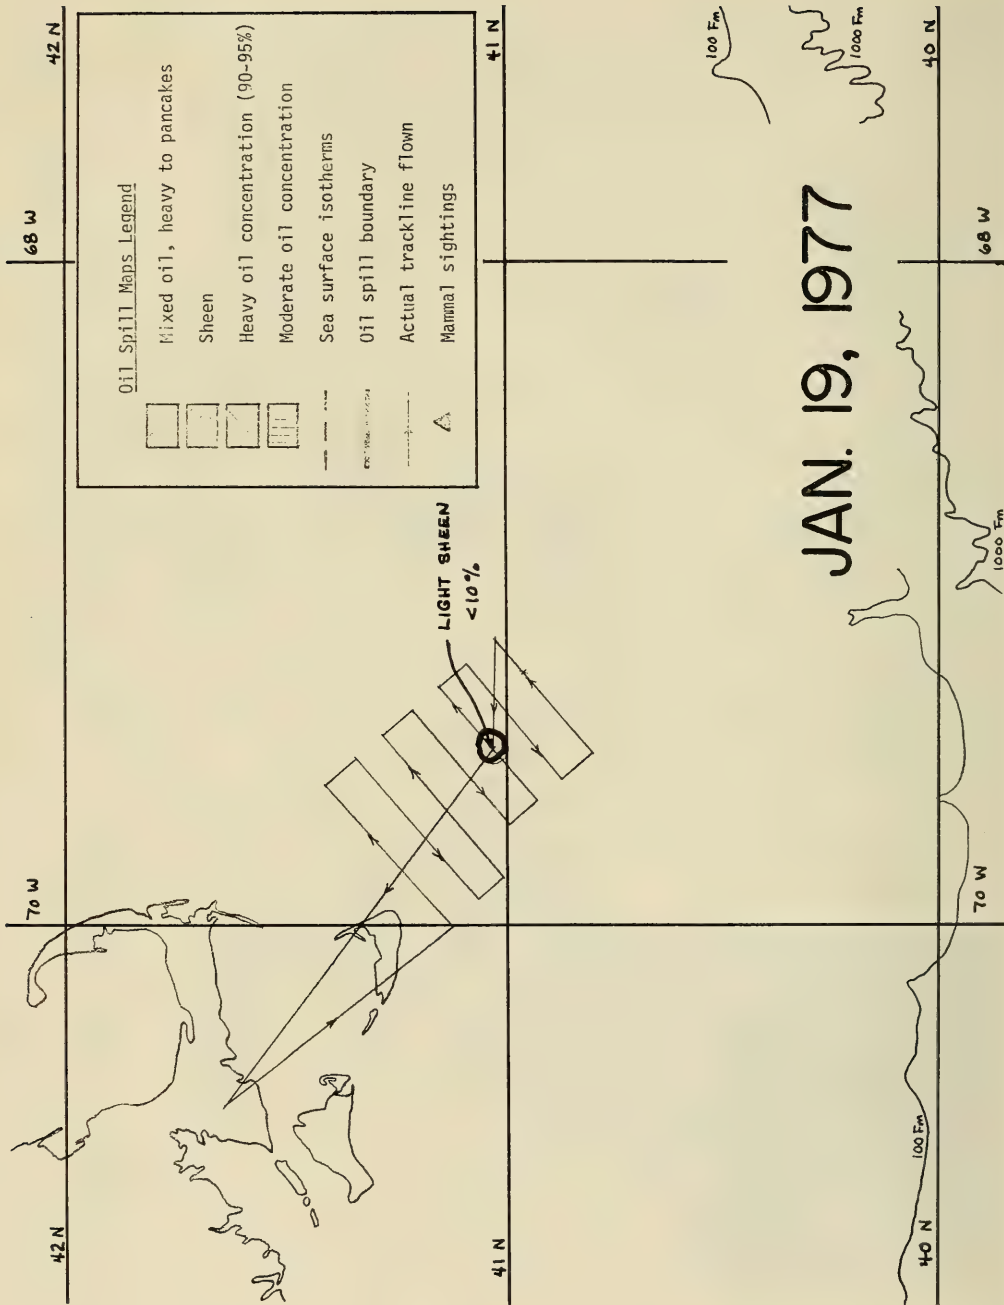 42 N
68 W
Oil Spill Maps Legend
Mixed oil, heavy to pancakes
Sheen
Heavy oil concentration (90-95%)
Moderate oil concentration
Sea surface isotherms
Oil spill boundary
Actual trackline flown
Mammal sightings
41 N
100 Fm
1000 Fm
40 N
68 W
JAN. 19, 1977
LIGHT SHEEN
<10%
1000 Fm
70 W
70 W
42 N
41 N
100 Fm
40 N